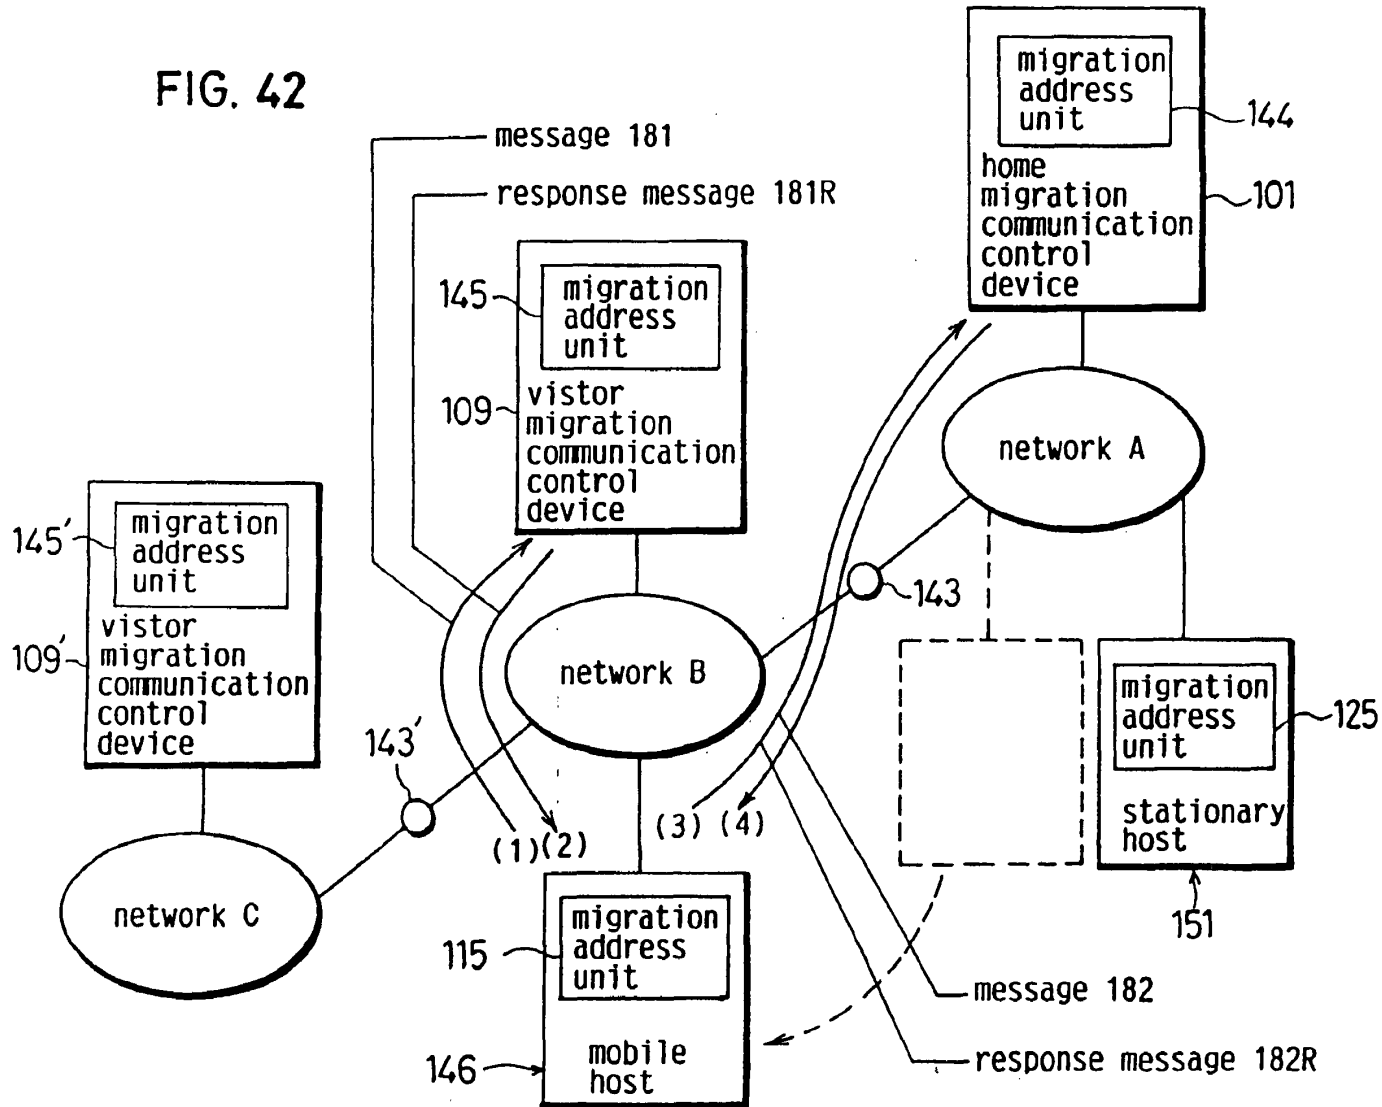 FIG. 42
message 181
response message 181R
migration
address
unit
144
home
migration
communication
control
device
101
145
migration
address
unit
109
vistor
migration
communication
control
device
network A
145′
migration
address
unit
109′
vistor
migration
communication
control
device
143
network B
143′
migration
address
unit
125
stationary
host
151
(1)
(2)
(3)
(4)
network C
115
migration
address
unit
146
mobile
host
message 182
response message 182R